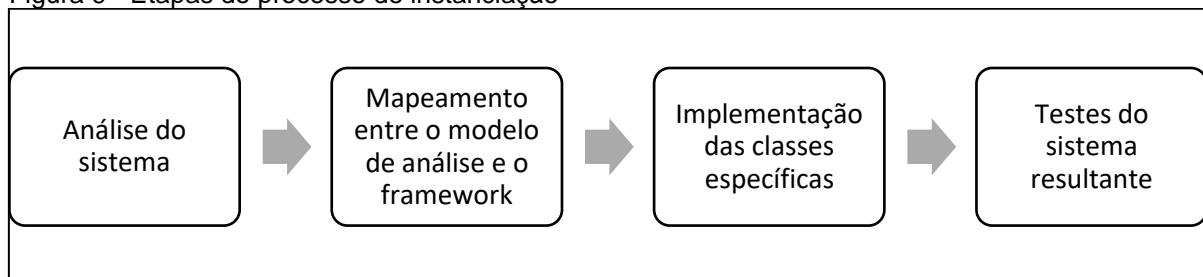 Análise do
sistema
Mapeamento
entre o modelo
de análise e o
framework
Implementação
das classes
específicas
Testes do
sistema
resultante